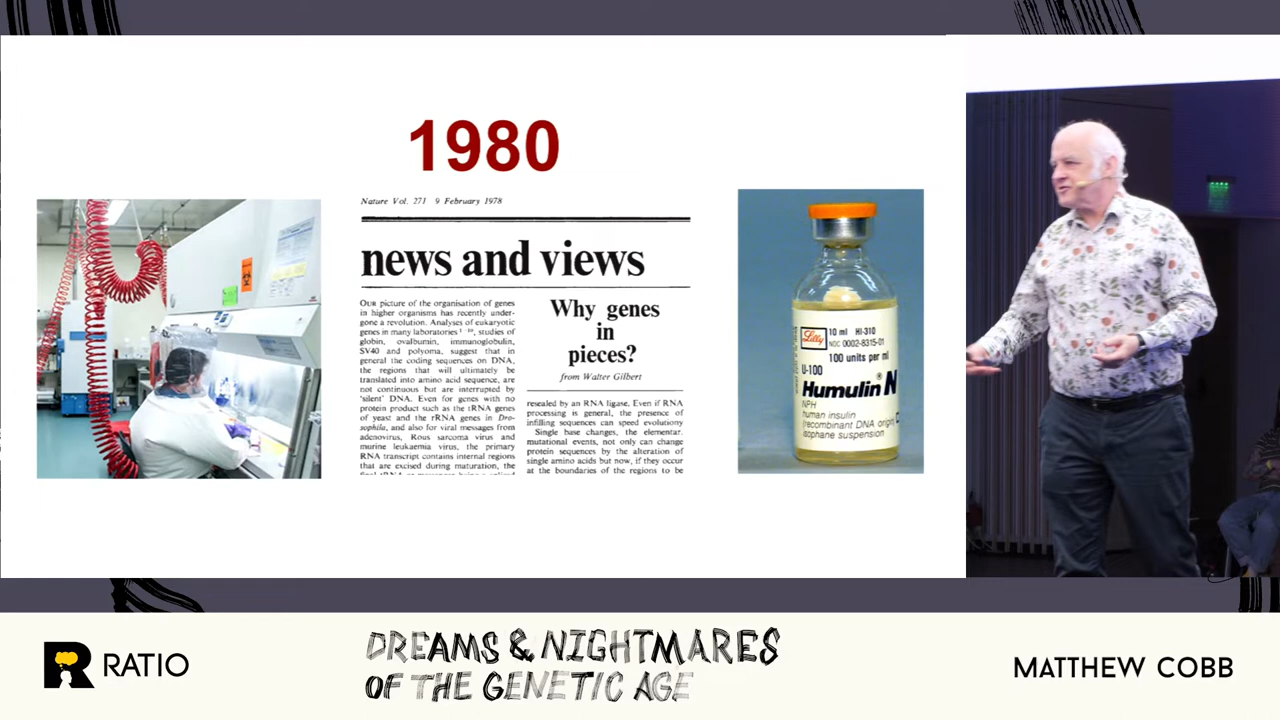 1980
Nature Vol. 271 9 February 1978
news and views
OUR picture of the organisation of genes
in higher organisms has recently under-
gone a revolution. Analyses of eukaryotic
genes in many laboratories
, studies of
globin, ovalbumin, immunoglobulin,
SV40 and polyoma, suggest that in
general the coding sequences on DNA,
the regions that will ultimately be
translated into amino acid sequence, are
not continuous but are interrupted by
'silent' DNA. Even for genes with no
protein product such as the tRNA genes
of yeast and the rRNA genes in Dro-
sophila, and also for viral messages from
adenovirus, Rous sarcoma virus and
murine leukaemia virus, the primary
RNA transcript contains internal regions
that are excised during maturation, the
Why genes
in
pieces?
from Walter Gilbert
revealed by an RNA ligase. Even if RNA
processing is general, the presence of
infilling sequences can speed evolutiony
Single base changes, the elementar.
mutational events, not only can change
protein sequences by the alteration of
single amino acids but now, if they occur
at the boundaries of the regions to be
Lilly
10 ml HI-310
NDC 0002-8315-01
100 units per ml
U-100
Humulin N
NPH
human insulin
(recombinant DNA origin)
isophane suspension
RATIO
DREAMS & NIGHTMARES
OF THE GENETIC AGE
MATTHEW COBB